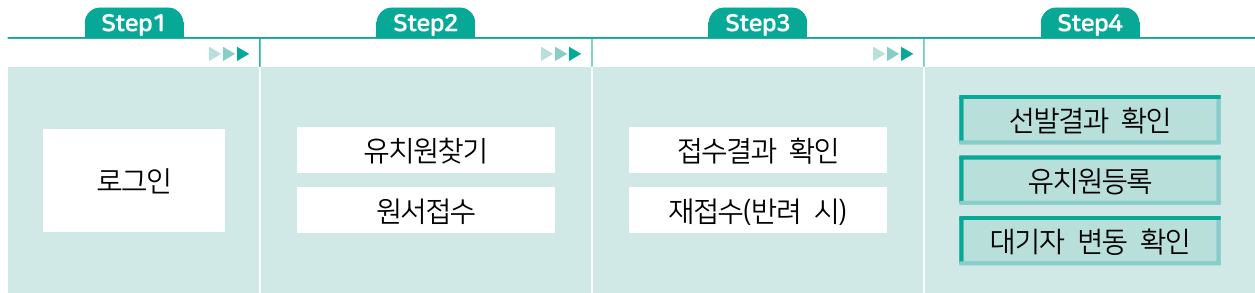 Step1
로그인
Step2
유치원찾기
원서접수
Step3
접수결과 확인
재접수(반려 시)
Step4
선발결과 확인
유치원등록
대기자 변동 확인